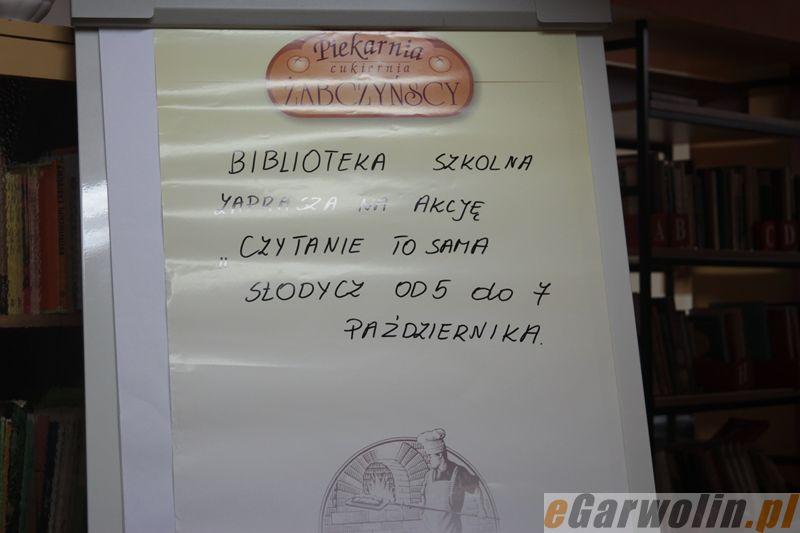 Piekarnia
cukiernia
ŻABCZYŃSCY
BIBLIOTEKA SZKOLNA
ZAPRASZA NA AKCJĘ
„CZYTANIE TO SAMA
SŁODYCZ OD 5 do 7
PAŹDZIERNIKA.
A B
C D
eGarwolin.pl